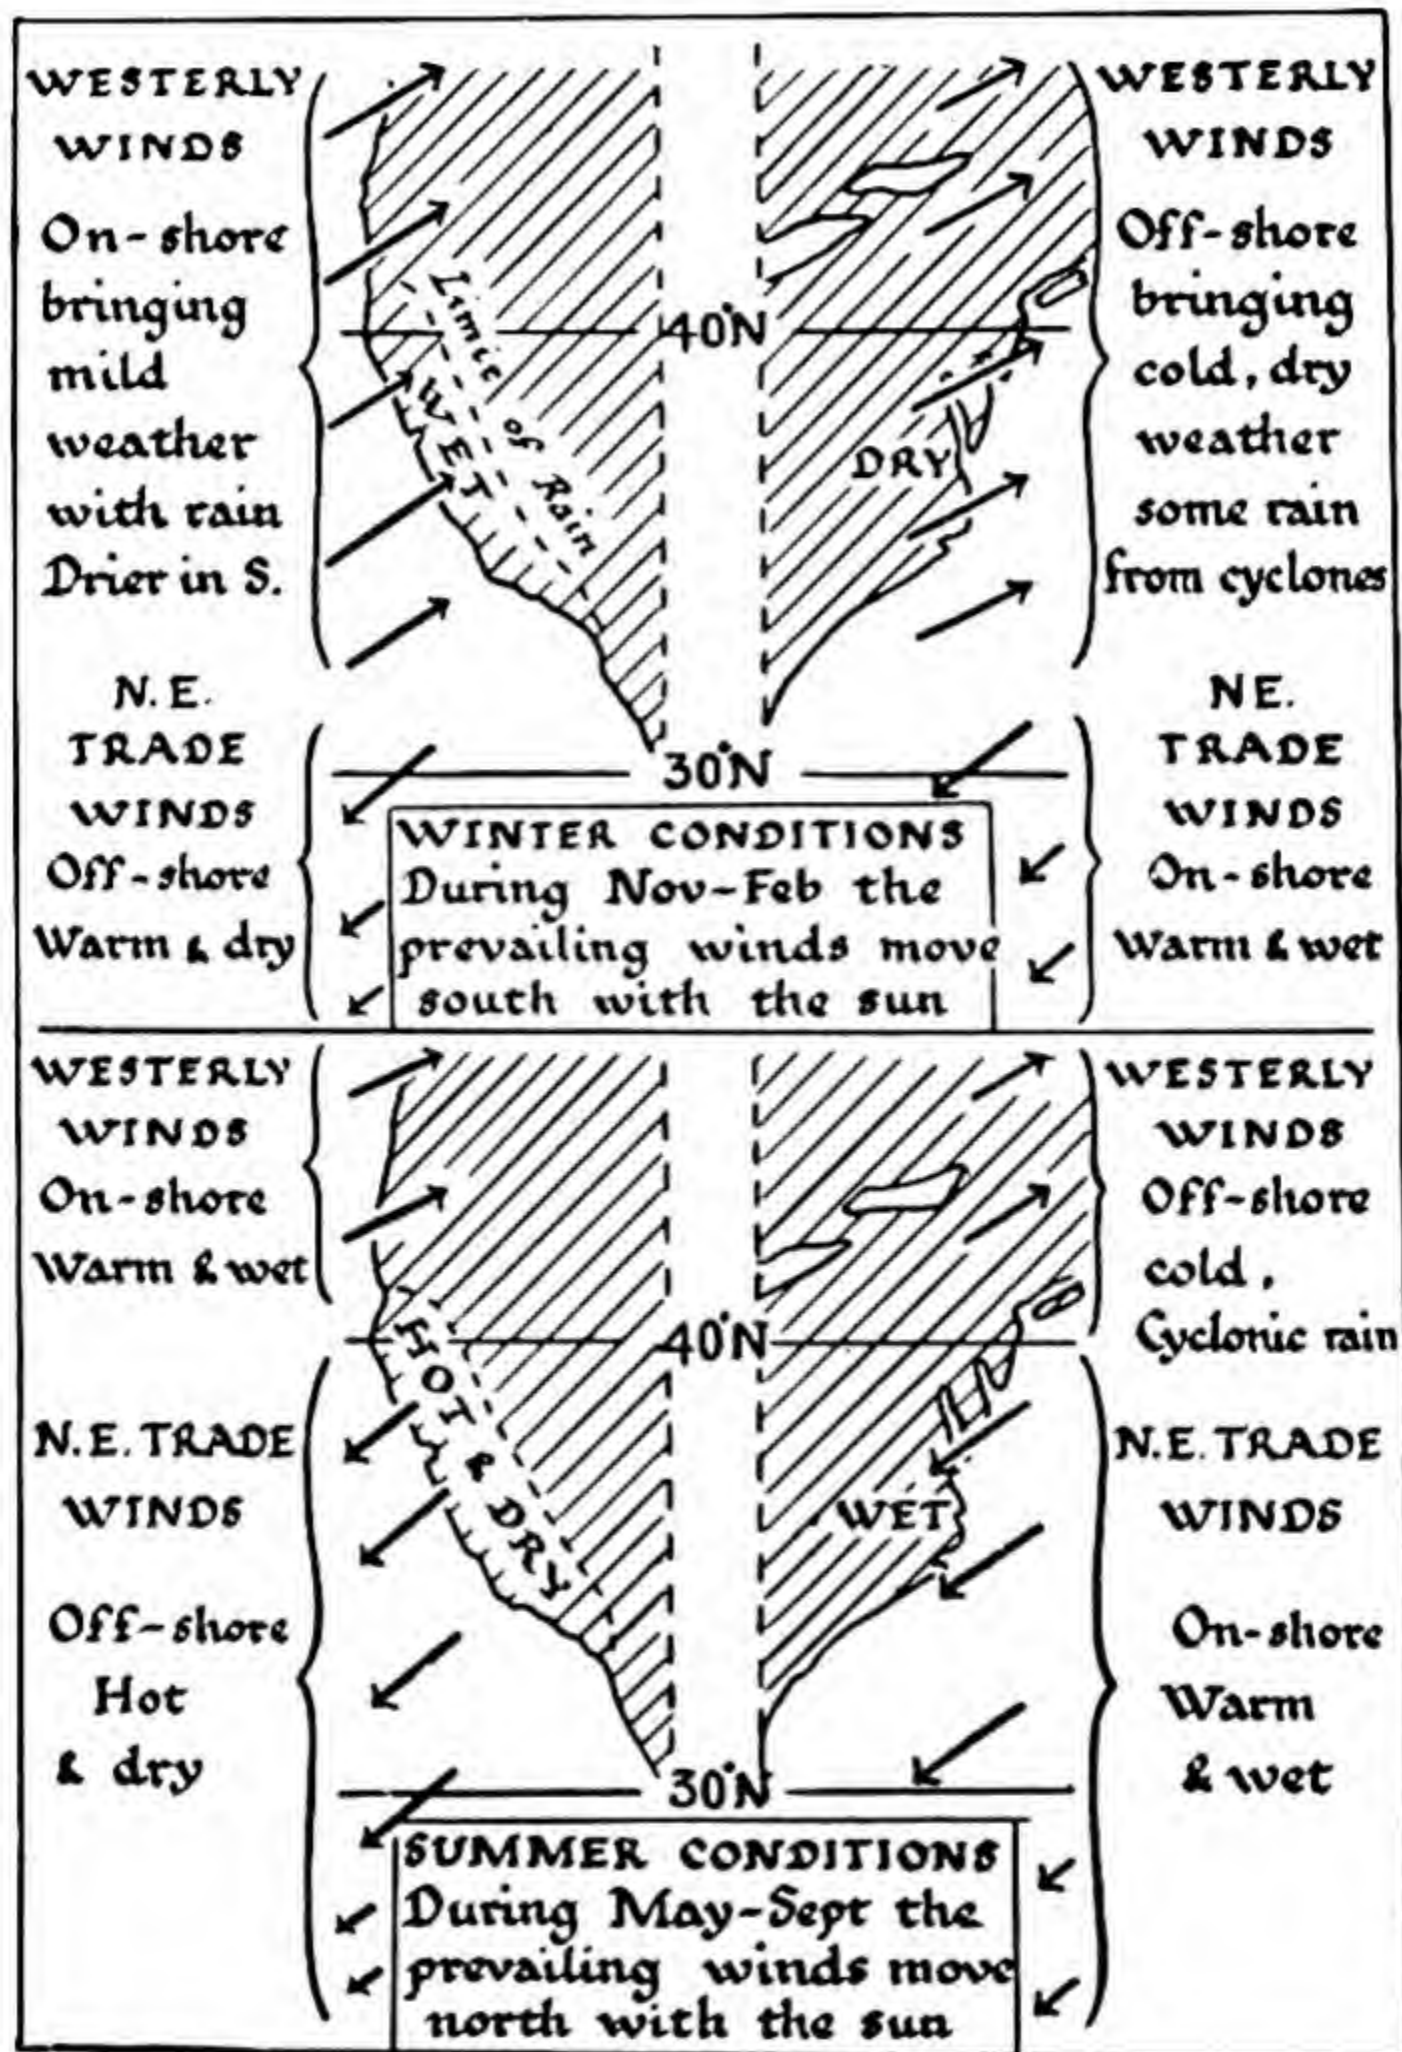 WESTERLY
WINDS
On-shore
bringing
mild
weather
with rain
Drier in S.
N.E.
TRADE
WINDS
Off-shore
Warm & dry
Limit of Rain
WET
40°N
DRY
30°N
WESTERLY
WINDS
Off-shore
bringing
cold, dry
weather
some rain
from cyclones
NE.
TRADE
WINDS
On-shore
Warm & wet
WINTER CONDITIONS
During Nov-Feb the
prevailing winds move
south with the sun
WESTERLY
WINDS
On-shore
Warm & wet
N.E. TRADE
WINDS
Off-shore
Hot
& dry
HOT & DRY
40°N
WET
30°N
WESTERLY
WINDS
Off-shore
cold,
Cyclonic rain
N.E. TRADE
WINDS
On-shore
Warm
& wet
SUMMER CONDITIONS
During May-Sept the
prevailing winds move
north with the sun